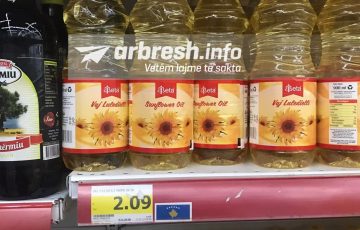 arbresh.info
Vetëm lajme të sakta
MIU
ërmiu
Beta
Vaj Luledielli
Beta
Sunflower Oil
Beta
Sunflower Oil
Beta
Vaj Luledielli
2.09